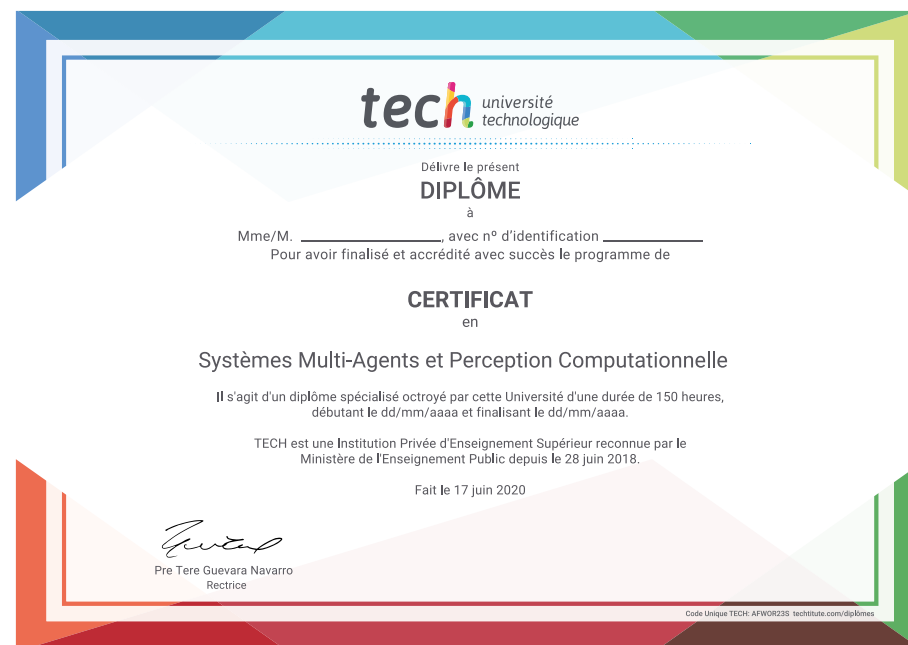 tech université
technologique
Délivre le présent
DIPLÔME
à
Mme/M. ____________________, avec nº d'identification ______________
Pour avoir finalisé et accrédité avec succès le programme de
CERTIFICAT
en
Systèmes Multi-Agents et Perception Computationnelle
Il s'agit d'un diplôme spécialisé octroyé par cette Université d'une durée de 150 heures,
débutant le dd/mm/aaaa et finalisant le dd/mm/aaaa.
TECH est une Institution Privée d'Enseignement Supérieur reconnue par le
Ministère de l'Enseignement Public depuis le 28 juin 2018.
Fait le 17 juin 2020
Pre Tere Guevara Navarro
Rectrice
Code Unique TECH: AFWOR23S techtitute.com/diplômes